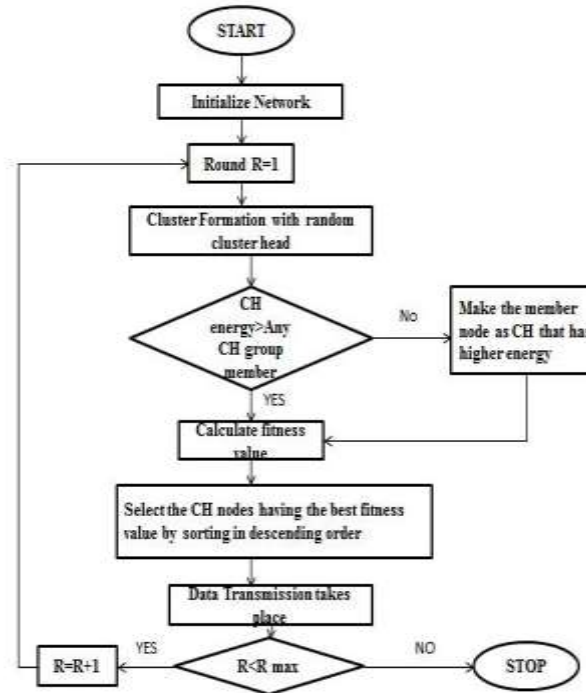 START
Initialize Network
Round R=1
Cluster Formation with random
cluster head
CH
energy>Any
CH group
member
No
Make the member
node as CH that ha
higher energy
YES
Calculate fitness
value
Select the CH nodes having the best fitness
value by sorting in descending order
Data Transmission takes
place
R<R max
YES
R=R+1
NO
STOP